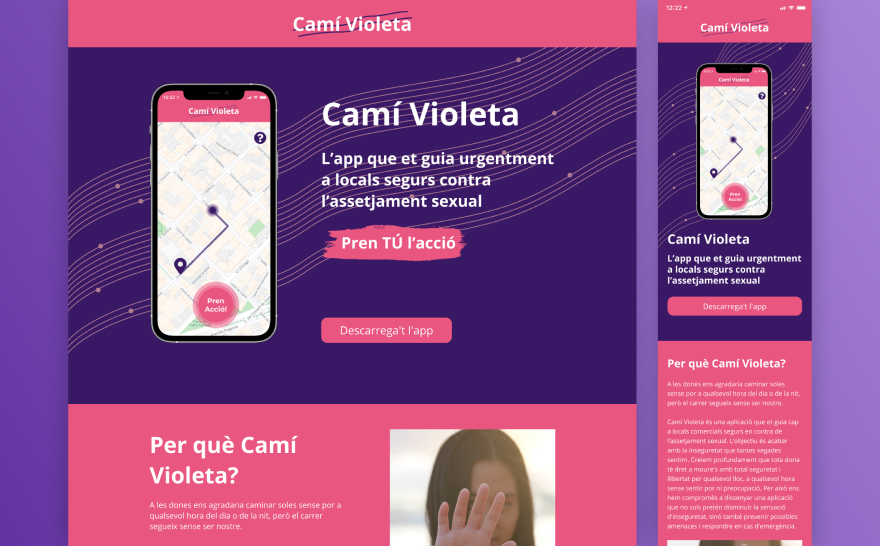 Camí Violeta
12:22
Camí Violeta
Pren
Acció!
Camí Violeta
L'app que et guia urgentment
a locals segurs contra
l'assetjament sexual
Pren TÚ l'acció
Descarrega't l'app
Per què Camí
Violeta?
A les dones ens agradaria caminar soles sense por a
qualsevol hora del dia o de la nit, però el carrer
segueix sense ser nostre.
12:22
Camí Violeta
Camí Violeta
Pren
Acció!
Camí Violeta
L'app que et guia urgentment
a locals segurs contra
l'assetjament sexual
Descarrega't l'app
Per què Camí Violeta?
A les dones ens agradaria caminar soles
sense por a qualsevol hora del dia o de la nit,
però el carrer segueix sense ser nostre.
Camí Violeta és una aplicació que et guia cap
a locals comercials segurs en contra de
l'assetjament sexual. L'objectiu és acabar
amb la inseguretat que tantes vegades
sentim. Creiem profundament que tota dona
té dret a moure's amb total seguretat i
llibertat per qualsevol lloc, a qualsevol hora
sense sentir por ni preocupació. Per això ens
hem compromès a dissenyar una aplicació
que no sols pretén disminuir la sensació
d'inseguretat, sinó també prevenir possibles
amenaces i respondre en cas d'emergència.